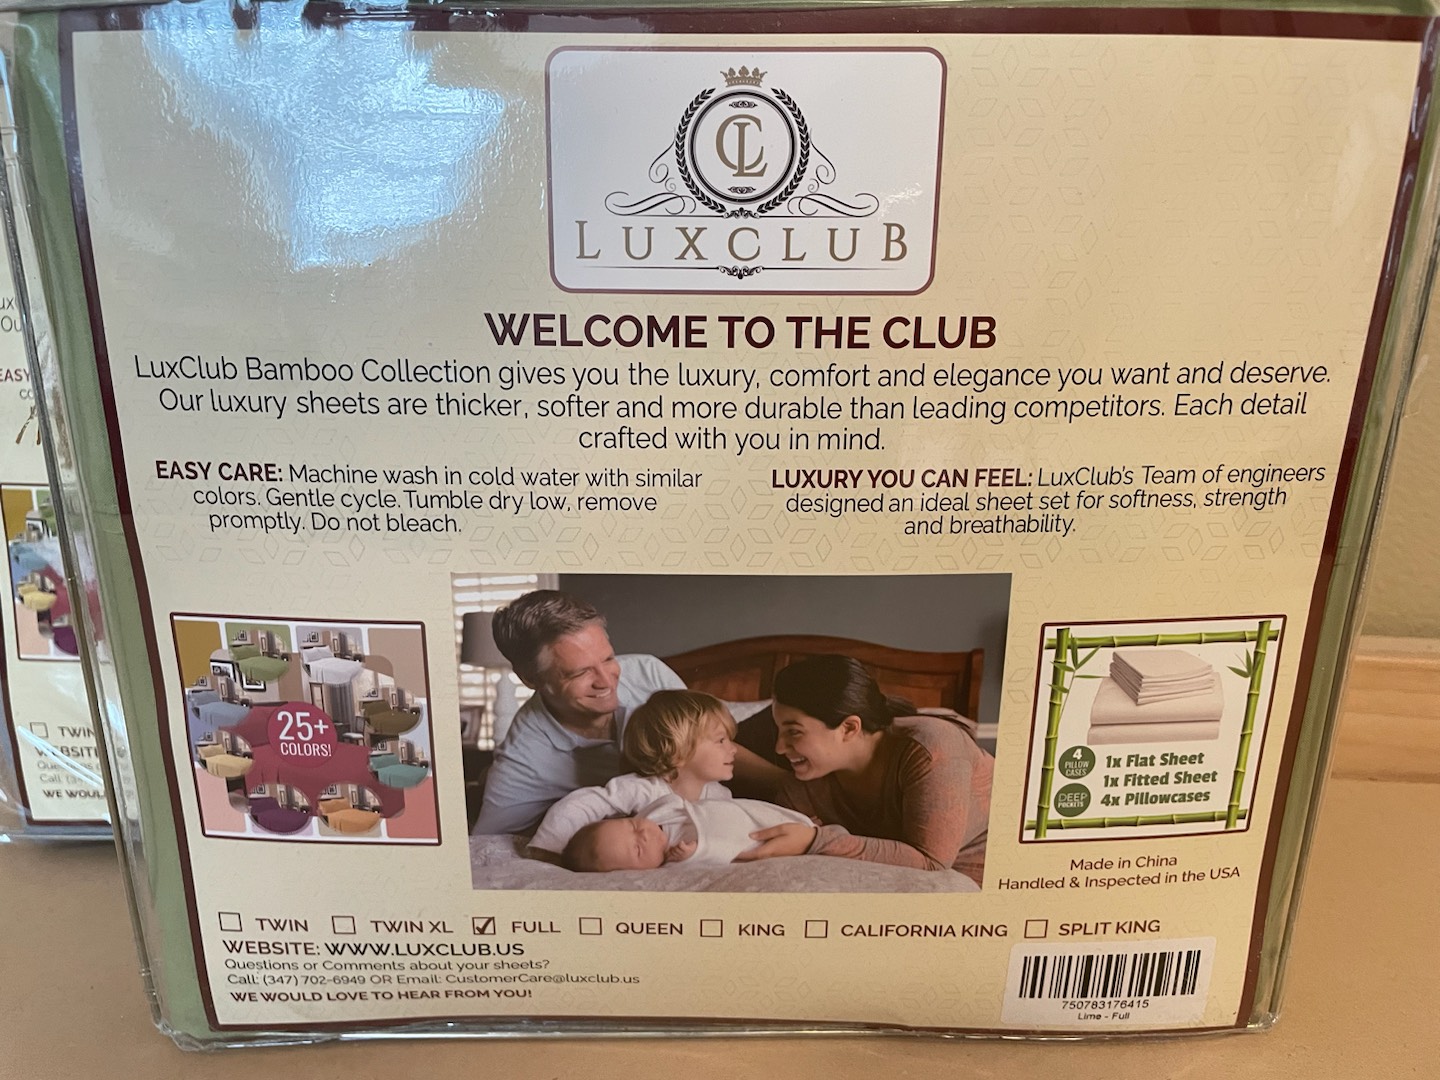 CL
LUXCLUB
WELCOME TO THE CLUB
LuxClub Bamboo Collection gives you the luxury, comfort and elegance you want and deserve.
Our luxury sheets are thicker, softer and more durable than leading competitors. Each detail
crafted with you in mind.
EASY CARE: Machine wash in cold water with similar
colors. Gentle cycle. Tumble dry low, remove
promptly. Do not bleach.
LUXURY YOU CAN FEEL: LuxClub's Team of engineers
designed an ideal sheet set for softness, strength
and breathability.
25+
COLORS!
4
PILLOW
CASES
DEEP
POCKETS
1x Flat Sheet
1x Fitted Sheet
4x Pillowcases
Made in China
Handled & Inspected in the USA
TWIN TWIN XL FULL QUEEN KING CALIFORNIA KING SPLIT KING
WEBSITE: WWW.LUXCLUB.US
Questions or Comments about your sheets?
Call: (347) 702-6949 OR Email: CustomerCare@luxclub.us
WE WOULD LOVE TO HEAR FROM YOU!
750783176415
Lime - Full